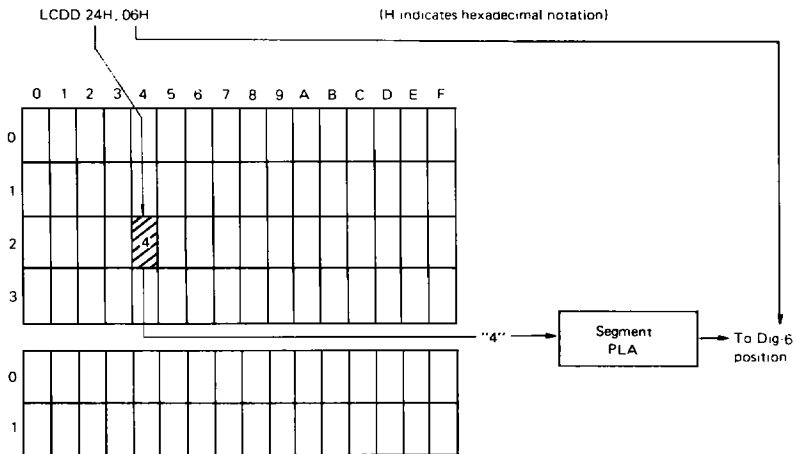 LCDD 24H, 06H
(H indicates hexadecimal notation)
0 1 2 3 4 5 6 7 8 9 A B C D E F
0
1
2
4
3
"4"
Segment
PLA
To Dig-6
position
0
1